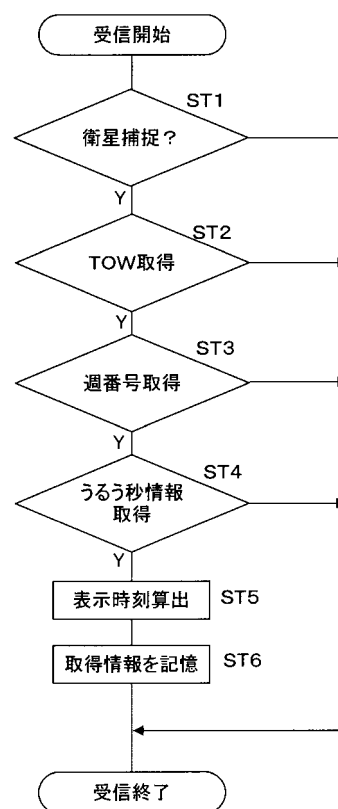 受信開始
ST1
衛星捕捉?
Y
ST2
TOW取得
Y
ST3
週番号取得
Y
ST4
うるう秒情報
取得
Y
表示時刻算出
ST5
取得情報を記憶
ST6
受信終了